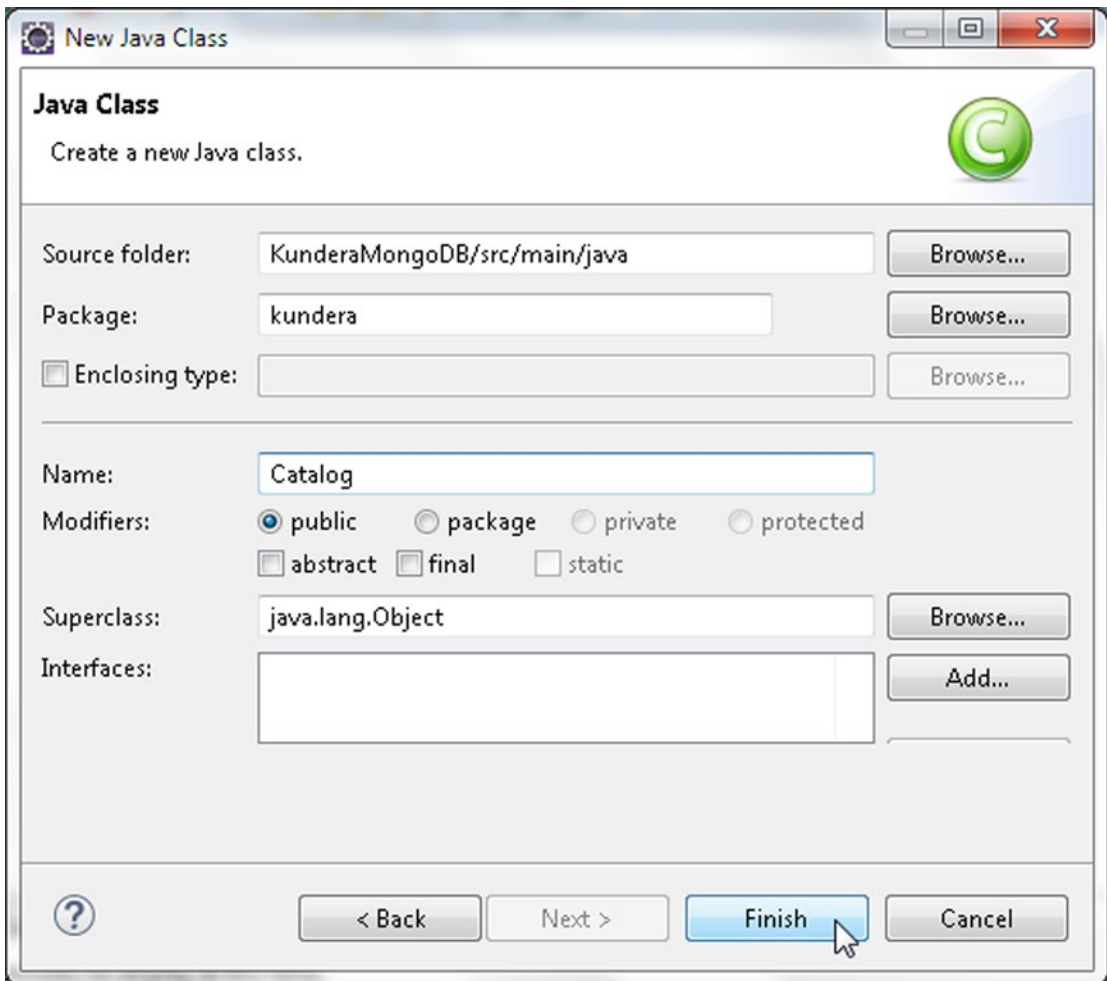 New Java Class
Java Class
Create a new Java class.
C
Source folder: KunderaMongoDB/src/main/java Browse...
Package: kundera Browse...
Enclosing type: Browse...
Name: Catalog
Modifiers: public package private protected
abstract final static
Superclass: java.lang.Object Browse...
Interfaces: Add...
? < Back Next > Finish Cancel